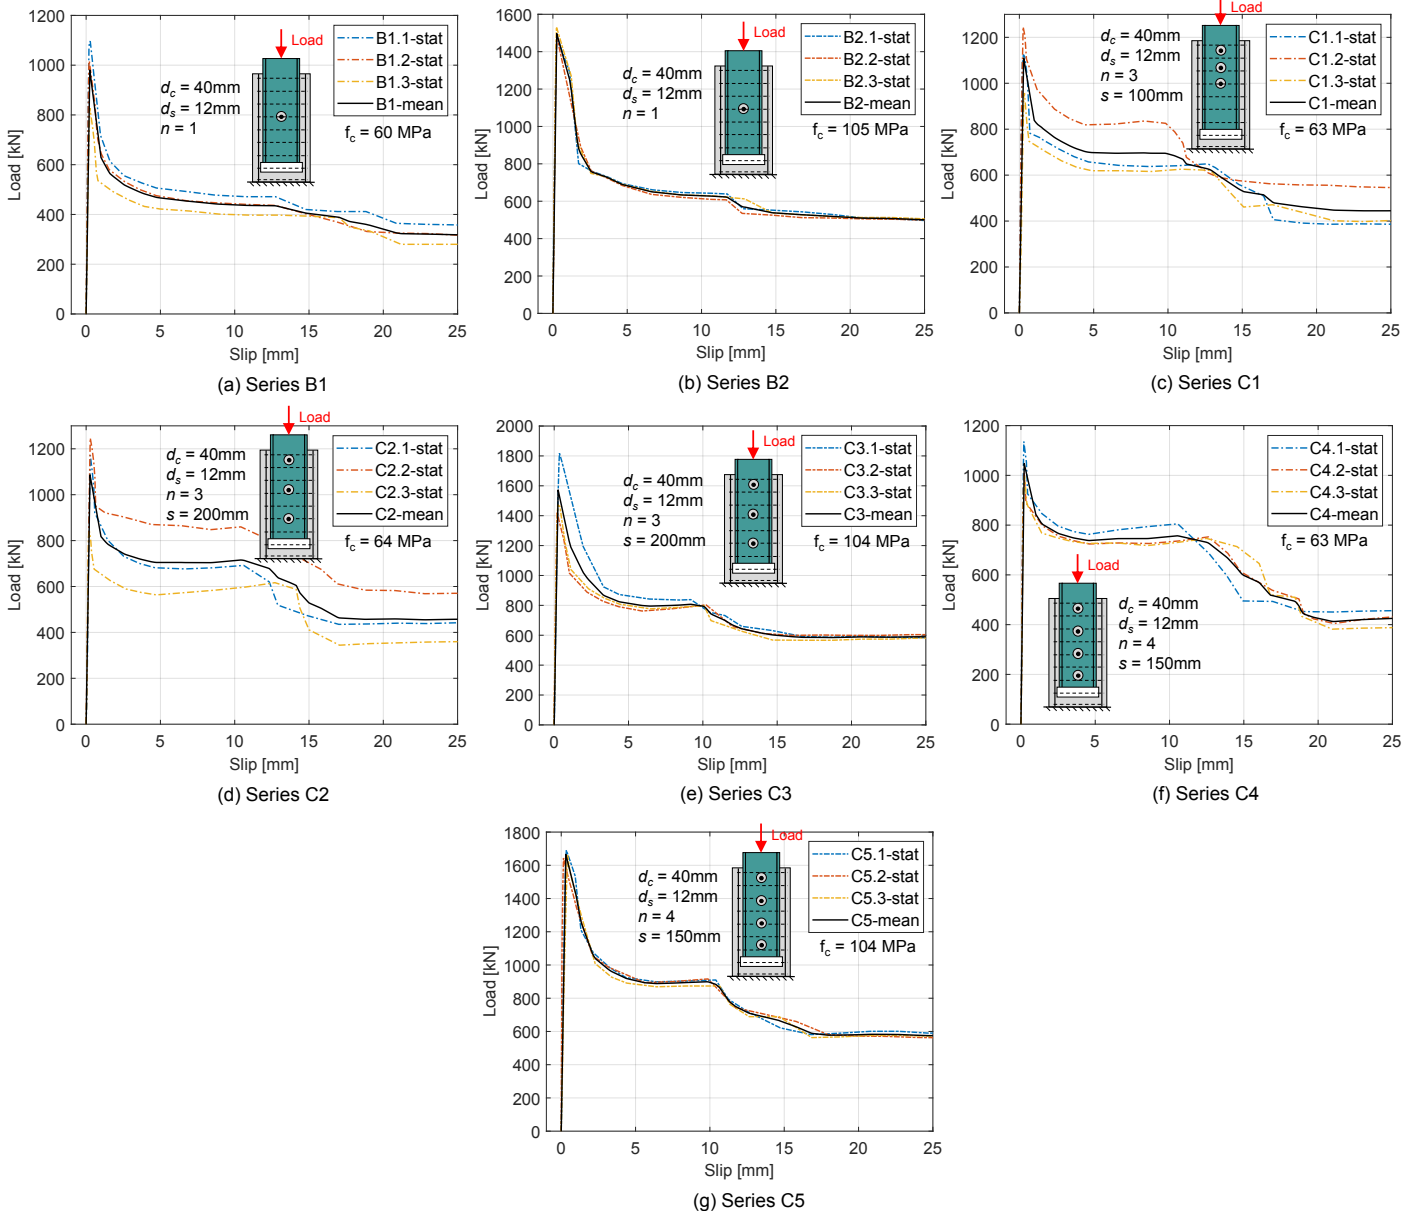 1200
1000
800
600
400
200
0
0 5 10 15 20 25
Load [kN]
Slip [mm]
Load
d_c = 40mm
d_s = 12mm
n = 1
B1.1-stat
B1.2-stat
B1.3-stat
B1-mean
f_c = 60 MPa
(a) Series B1
1600
1400
1200
1000
800
600
400
200
0
0 5 10 15 20 25
Load [kN]
Slip [mm]
Load
d_c = 40mm
d_s = 12mm
n = 1
B2.1-stat
B2.2-stat
B2.3-stat
B2-mean
f_c = 105 MPa
(b) Series B2
1200
1000
800
600
400
200
0
0 5 10 15 20 25
Load [kN]
Slip [mm]
Load
d_c = 40mm
d_s = 12mm
n = 3
s = 100mm
C1.1-stat
C1.2-stat
C1.3-stat
C1-mean
f_c = 63 MPa
(c) Series C1
1200
1000
800
600
400
200
0
0 5 10 15 20 25
Load [kN]
Slip [mm]
Load
d_c = 40mm
d_s = 12mm
n = 3
s = 200mm
C2.1-stat
C2.2-stat
C2.3-stat
C2-mean
f_c = 64 MPa
(d) Series C2
2000
1800
1600
1400
1200
1000
800
600
400
200
0
0 5 10 15 20 25
Load [kN]
Slip [mm]
Load
d_c = 40mm
d_s = 12mm
n = 3
s = 200mm
C3.1-stat
C3.2-stat
C3.3-stat
C3-mean
f_c = 104 MPa
(e) Series C3
1200
1000
800
600
400
200
0
0 5 10 15 20 25
Load [kN]
Slip [mm]
Load
d_c = 40mm
d_s = 12mm
n = 4
s = 150mm
C4.1-stat
C4.2-stat
C4.3-stat
C4-mean
f_c = 63 MPa
(f) Series C4
1800
1600
1400
1200
1000
800
600
400
200
0
0 5 10 15 20 25
Load [kN]
Slip [mm]
Load
d_c = 40mm
d_s = 12mm
n = 4
s = 150mm
C5.1-stat
C5.2-stat
C5.3-stat
C5-mean
f_c = 104 MPa
(g) Series C5